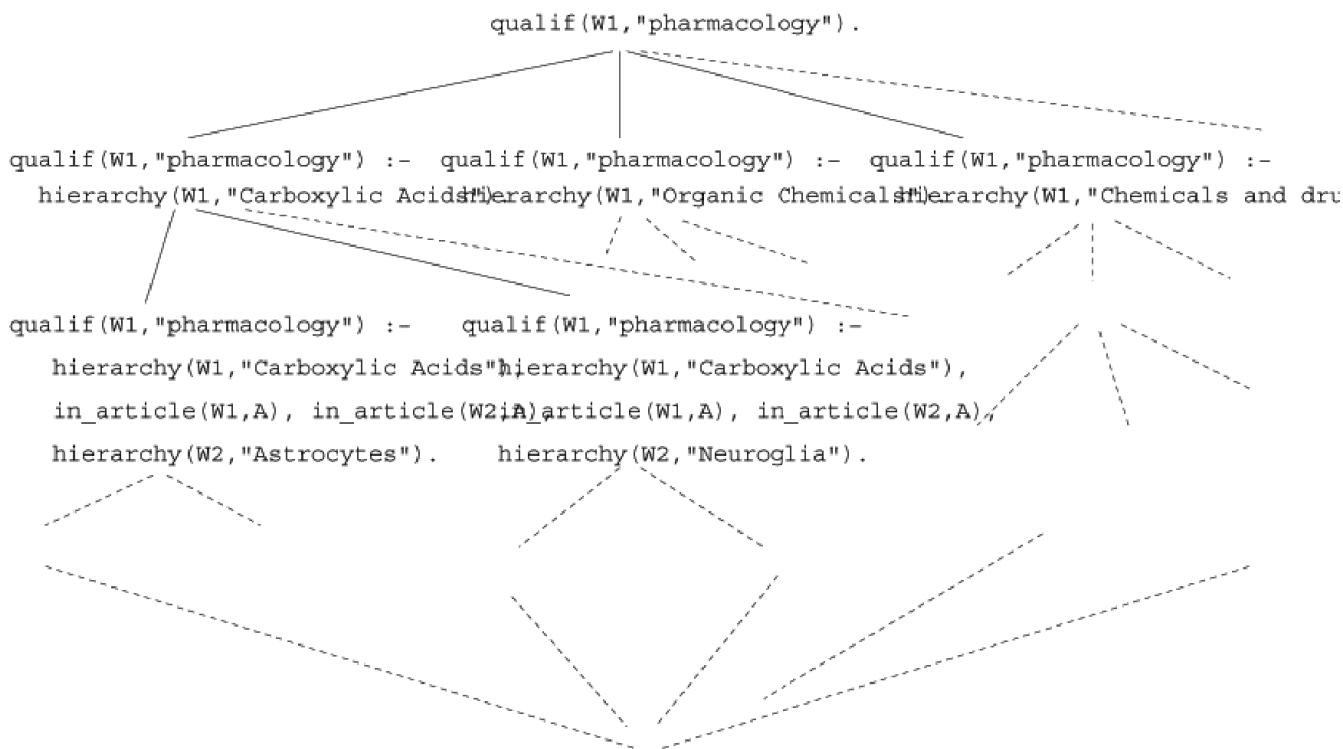 qualif(W1,"pharmacology").
qualif(W1,"pharmacology") :- qualif(W1,"pharmacology") :- qualif(W1,"pharmacology") :-
hierarchy(W1,"Carboxylic Acids"). hierarchy(W1,"Organic Chemicals"). hierarchy(W1,"Chemicals and dru
qualif(W1,"pharmacology") :- qualif(W1,"pharmacology") :-
hierarchy(W1,"Carboxylic Acids"), hierarchy(W1,"Carboxylic Acids"),
in_article(W1,A), in_article(W2,A), in_article(W1,A), in_article(W2,A),
hierarchy(W2,"Astrocytes"). hierarchy(W2,"Neuroglia").